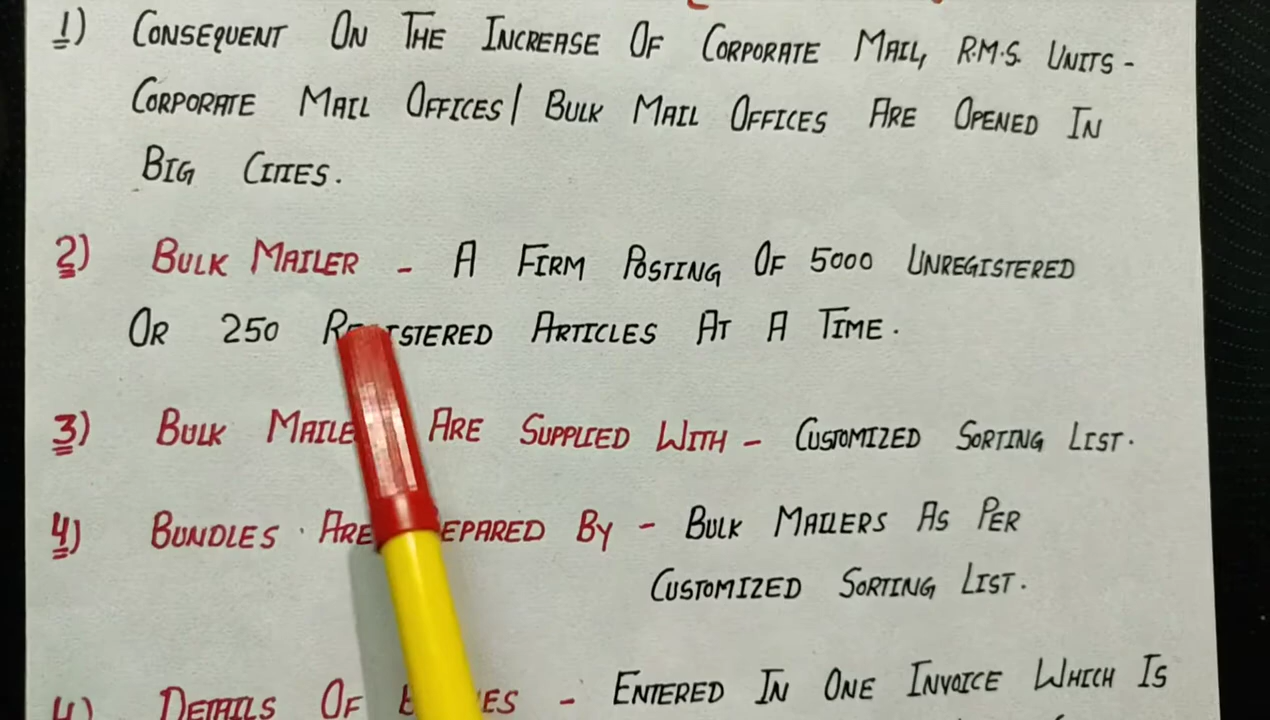 1) CONSEQUENT ON THE INCREASE OF CORPORATE MAIL, R.M.S. UNITS -
CORPORATE MAIL OFFICES/ BULK MAIL OFFICES ARE OPENED IN
BIG CITIES.
2) BULK MAILER - A FIRM POSTING OF 5000 UNREGISTERED
OR 250 REGISTERED ARTICLES AT A TIME.
3) BULK ARE SUPPLIED WITH - CUSTOMIZED SORTING LIST.
4) BUNDLES ARE BY - BULK MAILERS AS PER
CUSTOMIZED SORTING LIST.
4) DETAILS OF - ENTERED IN ONE INVOICE WHICH IS